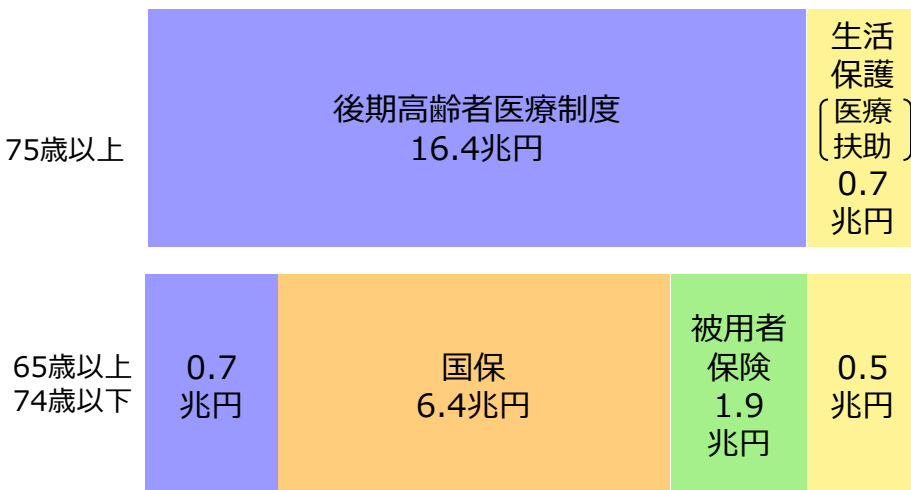 75歳以上
後期高齢者医療制度
16.4兆円
生活
保護
医療
扶助
0.7
兆円
65歳以上
74歳以下
0.7
兆円
国保
6.4兆円
被用者
保険
1.9
兆円
0.5
兆円